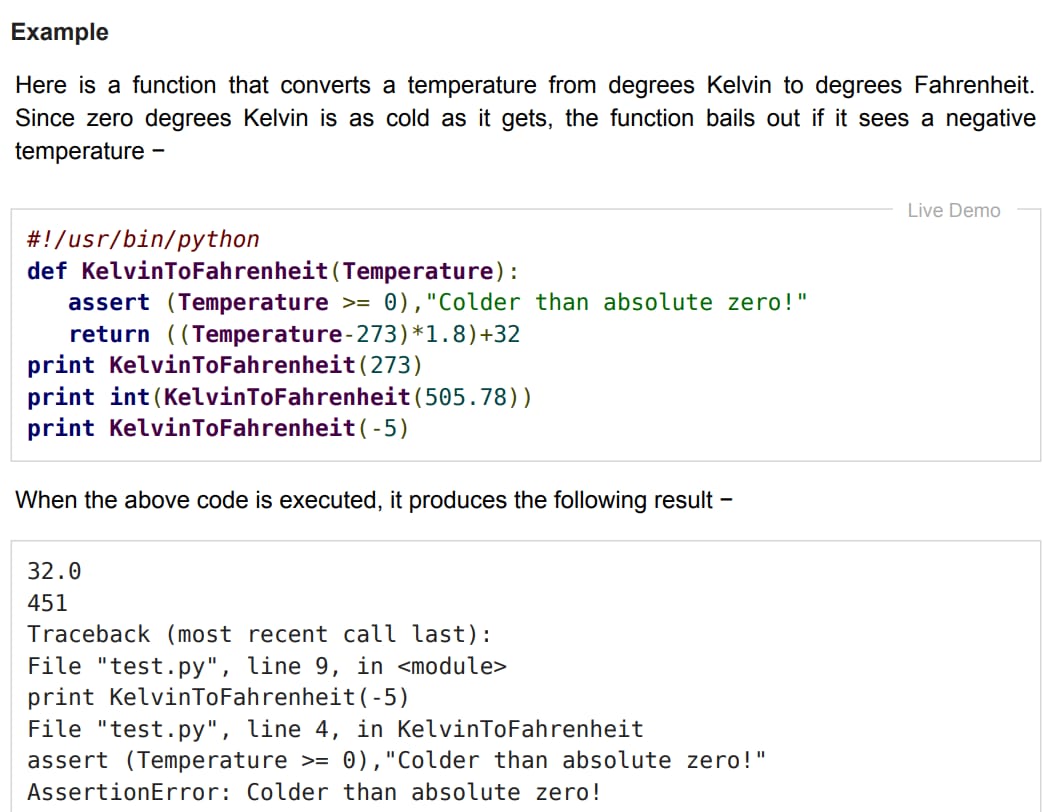 Example
Here is a function that converts a temperature from degrees Kelvin to degrees Fahrenheit.
Since zero degrees Kelvin is as cold as it gets, the function bails out if it sees a negative
temperature −
Live Demo
#!/usr/bin/python
def KelvinToFahrenheit(Temperature):
   assert (Temperature >= 0),"Colder than absolute zero!"
   return ((Temperature-273)*1.8)+32
print KelvinToFahrenheit(273)
print int(KelvinToFahrenheit(505.78))
print KelvinToFahrenheit(-5)
When the above code is executed, it produces the following result −
32.0
451
Traceback (most recent call last):
File "test.py", line 9, in <module>
print KelvinToFahrenheit(-5)
File "test.py", line 4, in KelvinToFahrenheit
assert (Temperature >= 0),"Colder than absolute zero!"
AssertionError: Colder than absolute zero!